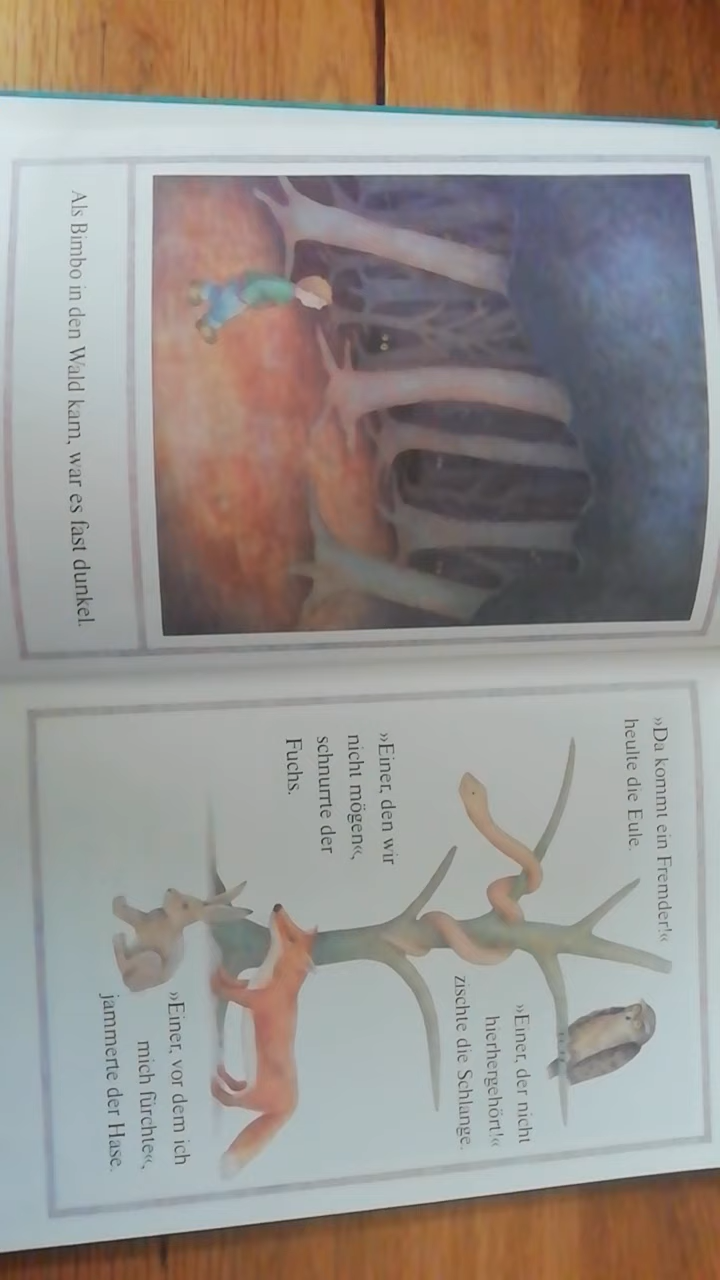 Als Bimbo in den Wald kam, war es fast dunkel.
»Da kommt ein Fremder!«
heulte die Eule.
»Einer, der nicht
hierhergehört!«
zischte die Schlange.
»Einer, den wir
nicht mögen«,
schnurrte der
Fuchs.
»Einer, vor dem ich
mich fürchte«,
jammerte der Hase.